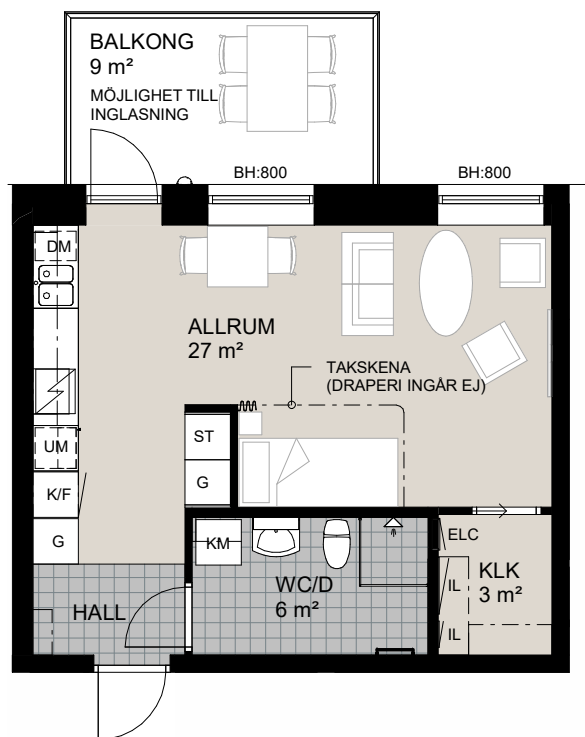 BALKONG
9 m²
MÖJLIGHET TILL
INGLASNING
BH:800
BH:800
DM
ALLRUM
27 m²
TAKSKENA
(DRAPERI INGÅR EJ)
UM
ST
K/F
G
G
KM
ELC
WC/D
6 m²
KLK
3 m²
IL
HALL
IL